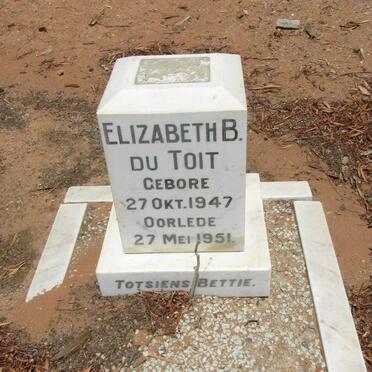 ELIZABETH B.
DU TOIT
GEBORE
27 OKT. 1947
OORLEDE
27 MEI 1951.
TOTSIENS BETTIE.